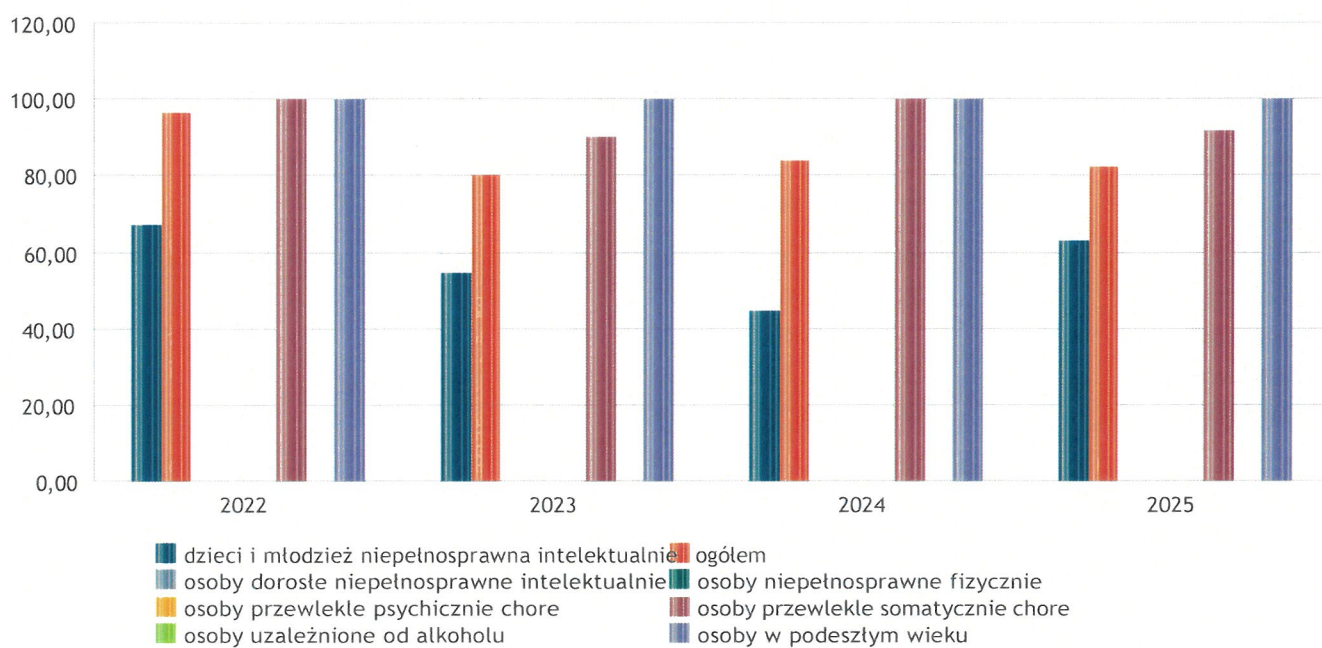 120,00
100,00
80,00
60,00
40,00
20,00
0,00
2022 2023 2024 2025
dzieci i młodzież niepełnosprawna intelektualnie ogółem
osoby dorosłe niepełnosprawne intelektualnie osoby niepełnosprawne fizycznie
osoby przewlekle psychicznie chore osoby przewlekle somatycznie chore
osoby uzależnione od alkoholu osoby w podeszłym wieku